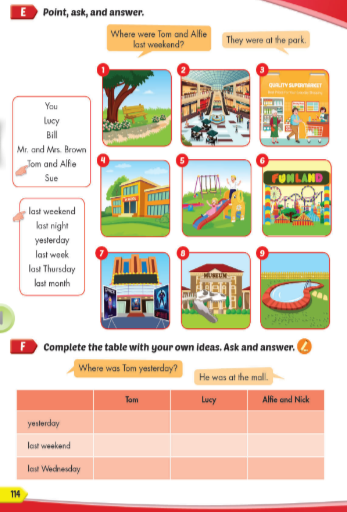 E Point, ask, and answer.
Where were Tom and Alfie
last weekend?
They were at the park.
You
Lucy
Bill
Mr. and Mrs. Brown
Tom and Alfie
Sue
last weekend
last night
yesterday
last week
last Thursday
last month
1
2
3
QUALITY SUPERMARKET
4
5
6
FUNLAND
7
8
MUSEUM
9
F Complete the table with your own ideas. Ask and answer.
Where was Tom yesterday?
He was at the mall.
Tom Lucy Alfie and Nick
yesterday
last weekend
last Wednesday
114